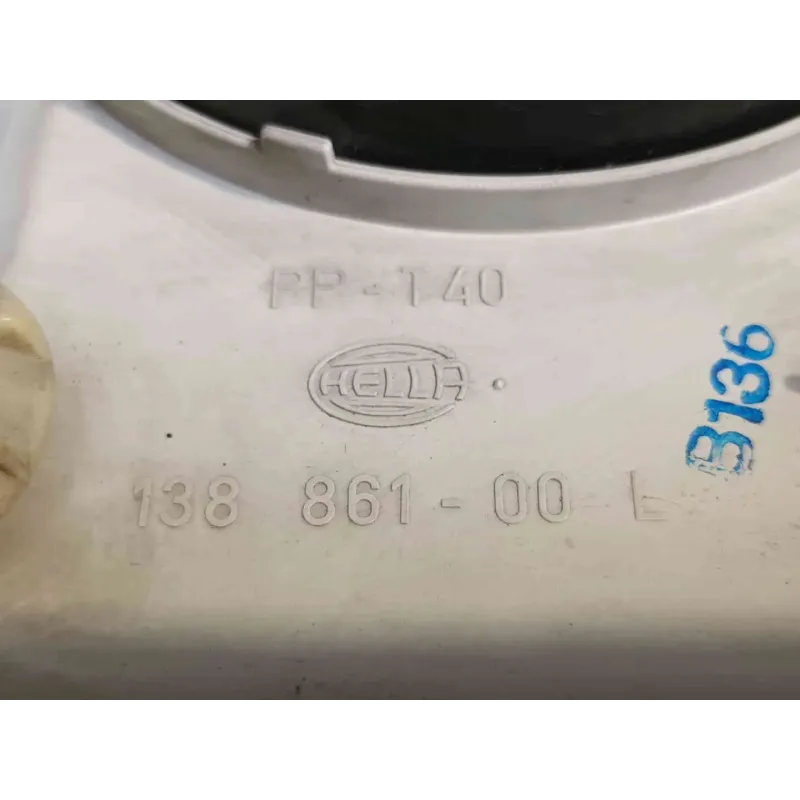 PP-T40
HELLA
138 861-00 L
B136